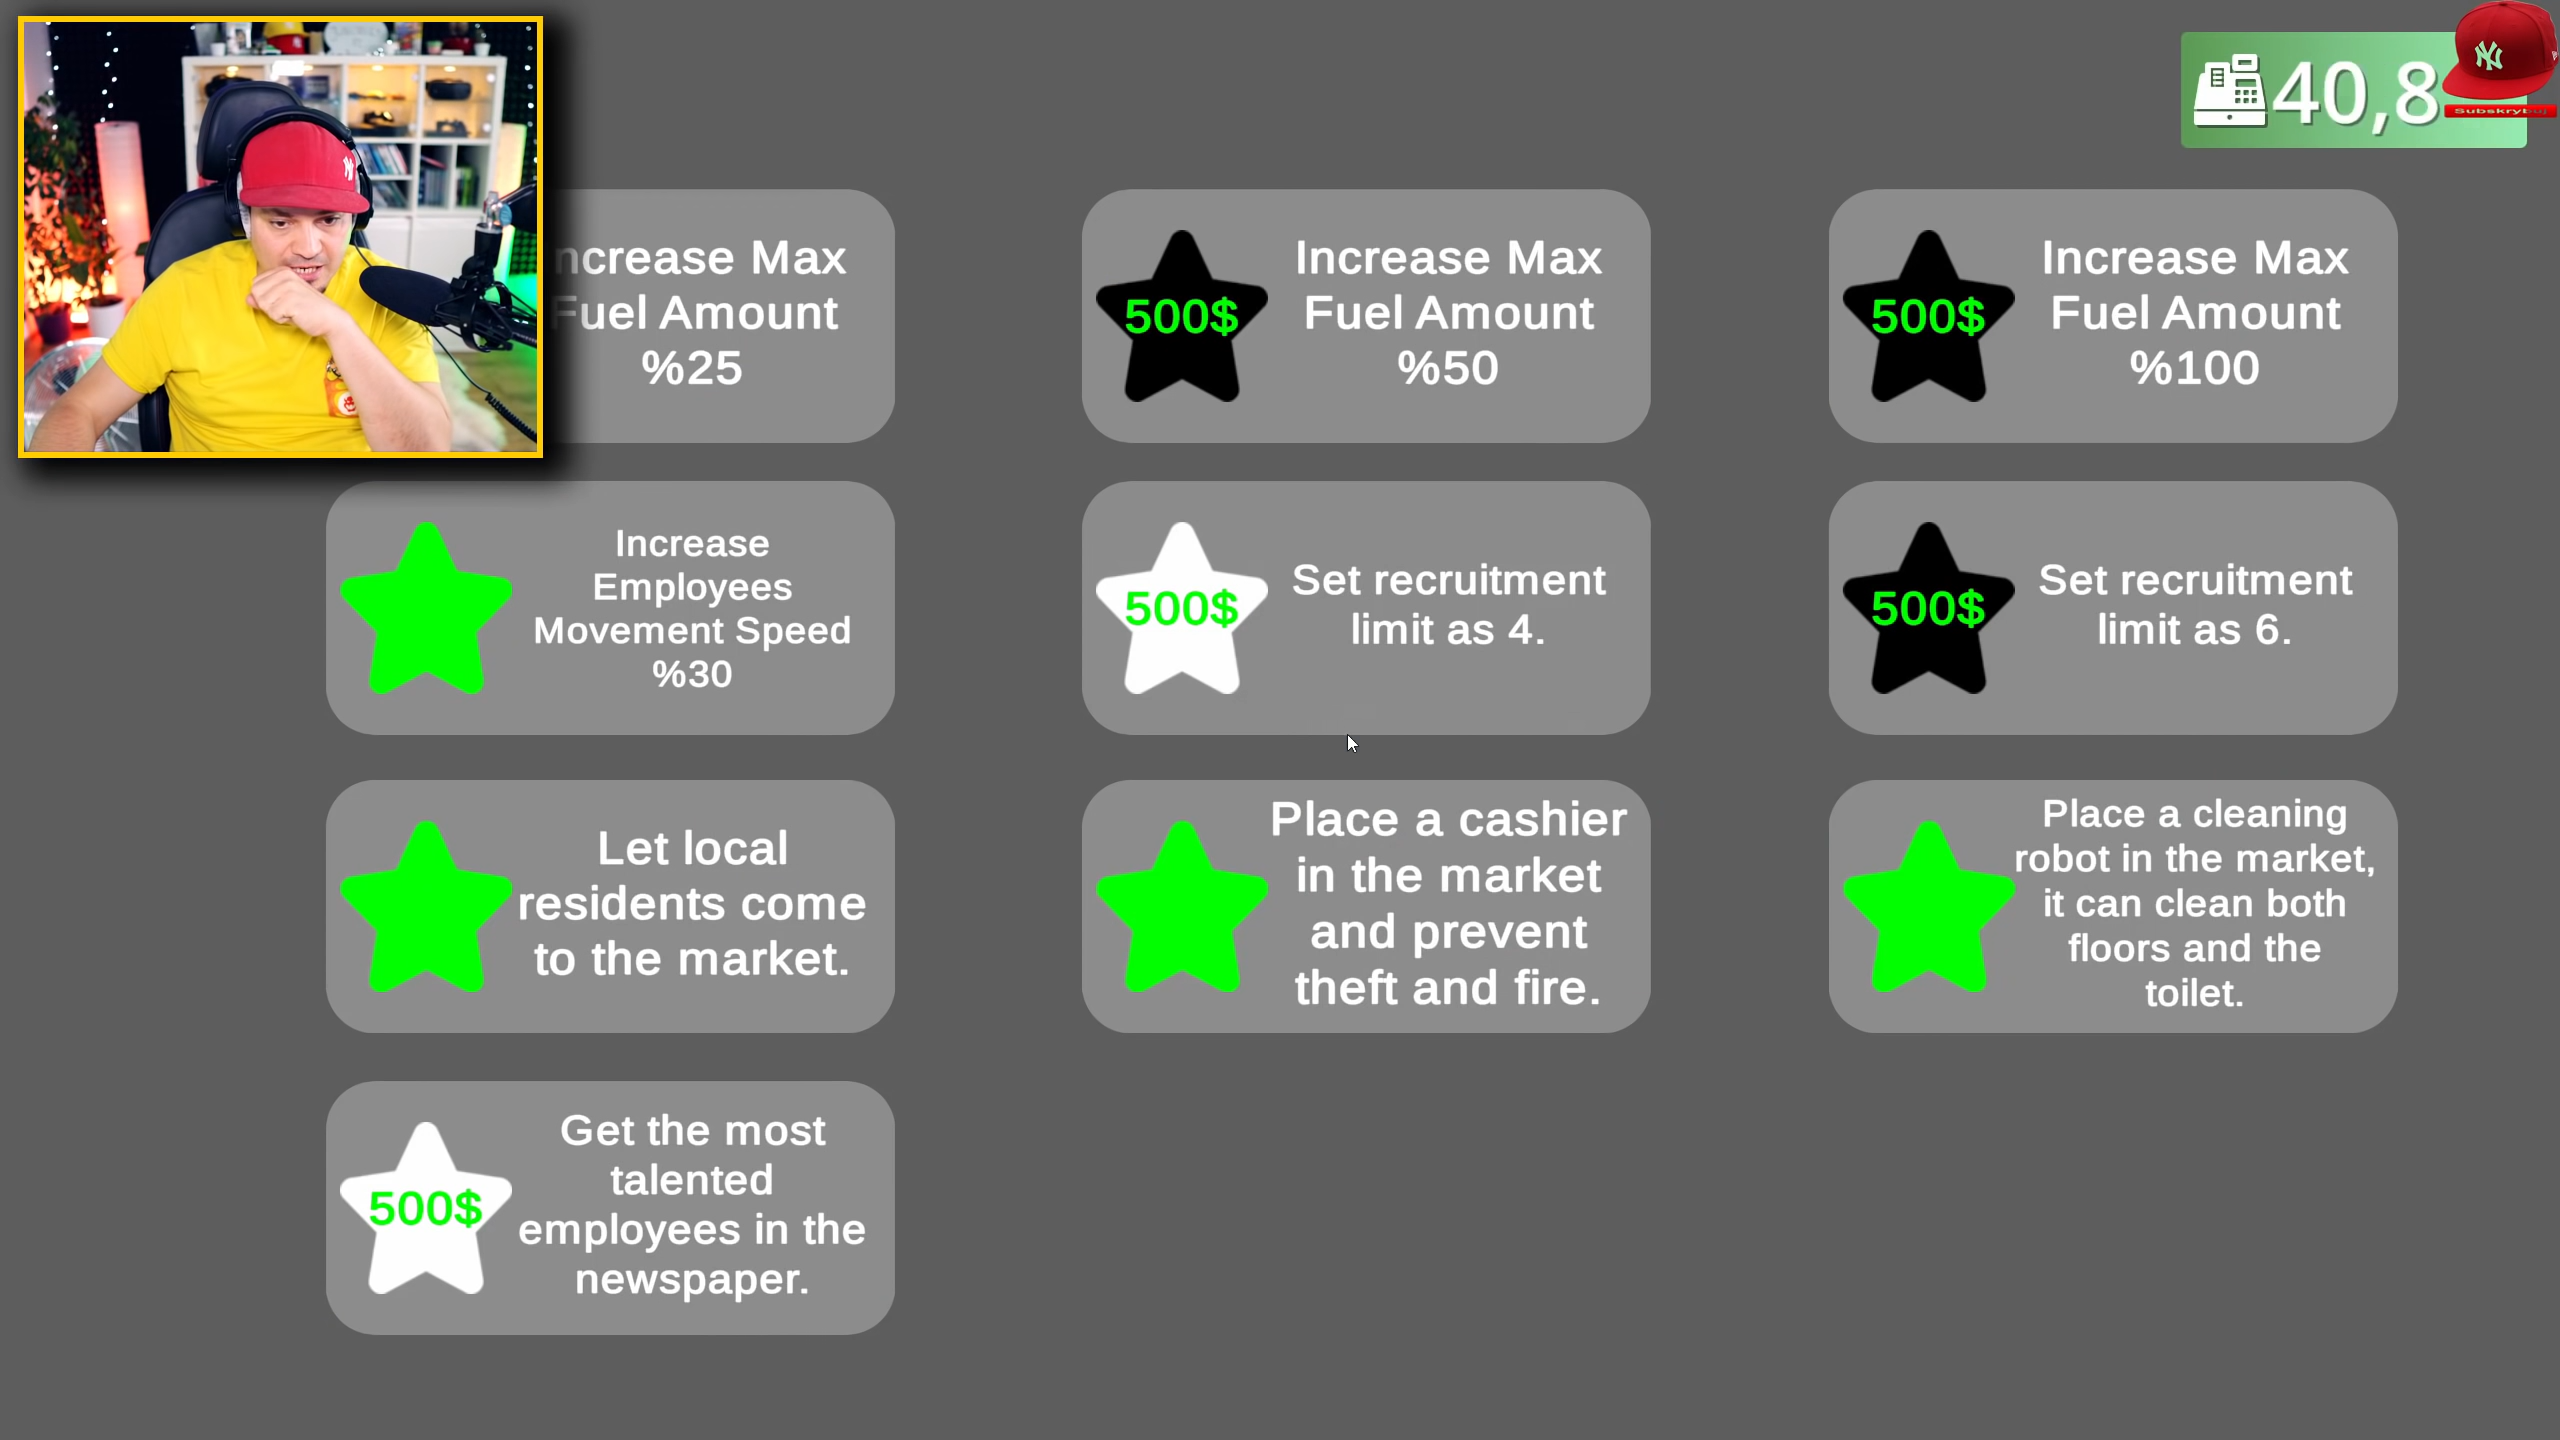 40,8
NY
Subskrybuj
ncrease Max
Fuel Amount
%25
500$
Increase Max
Fuel Amount
%50
500$
Increase Max
Fuel Amount
%100
Increase
Employees
Movement Speed
%30
500$
Set recruitment
limit as 4.
500$
Set recruitment
limit as 6.
Let local
residents come
to the market.
Place a cashier
in the market
and prevent
theft and fire.
Place a cleaning
robot in the market,
it can clean both
floors and the
toilet.
500$
Get the most
talented
employees in the
newspaper.